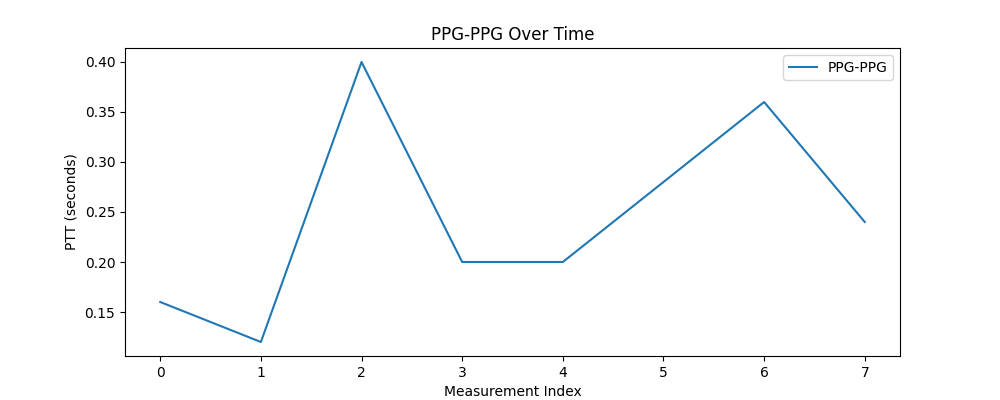 PPG-PPG Over Time
PPG-PPG
PTT (seconds)
0.40
0.35
0.30
0.25
0.20
0.15
0 1 2 3 4 5 6 7
Measurement Index